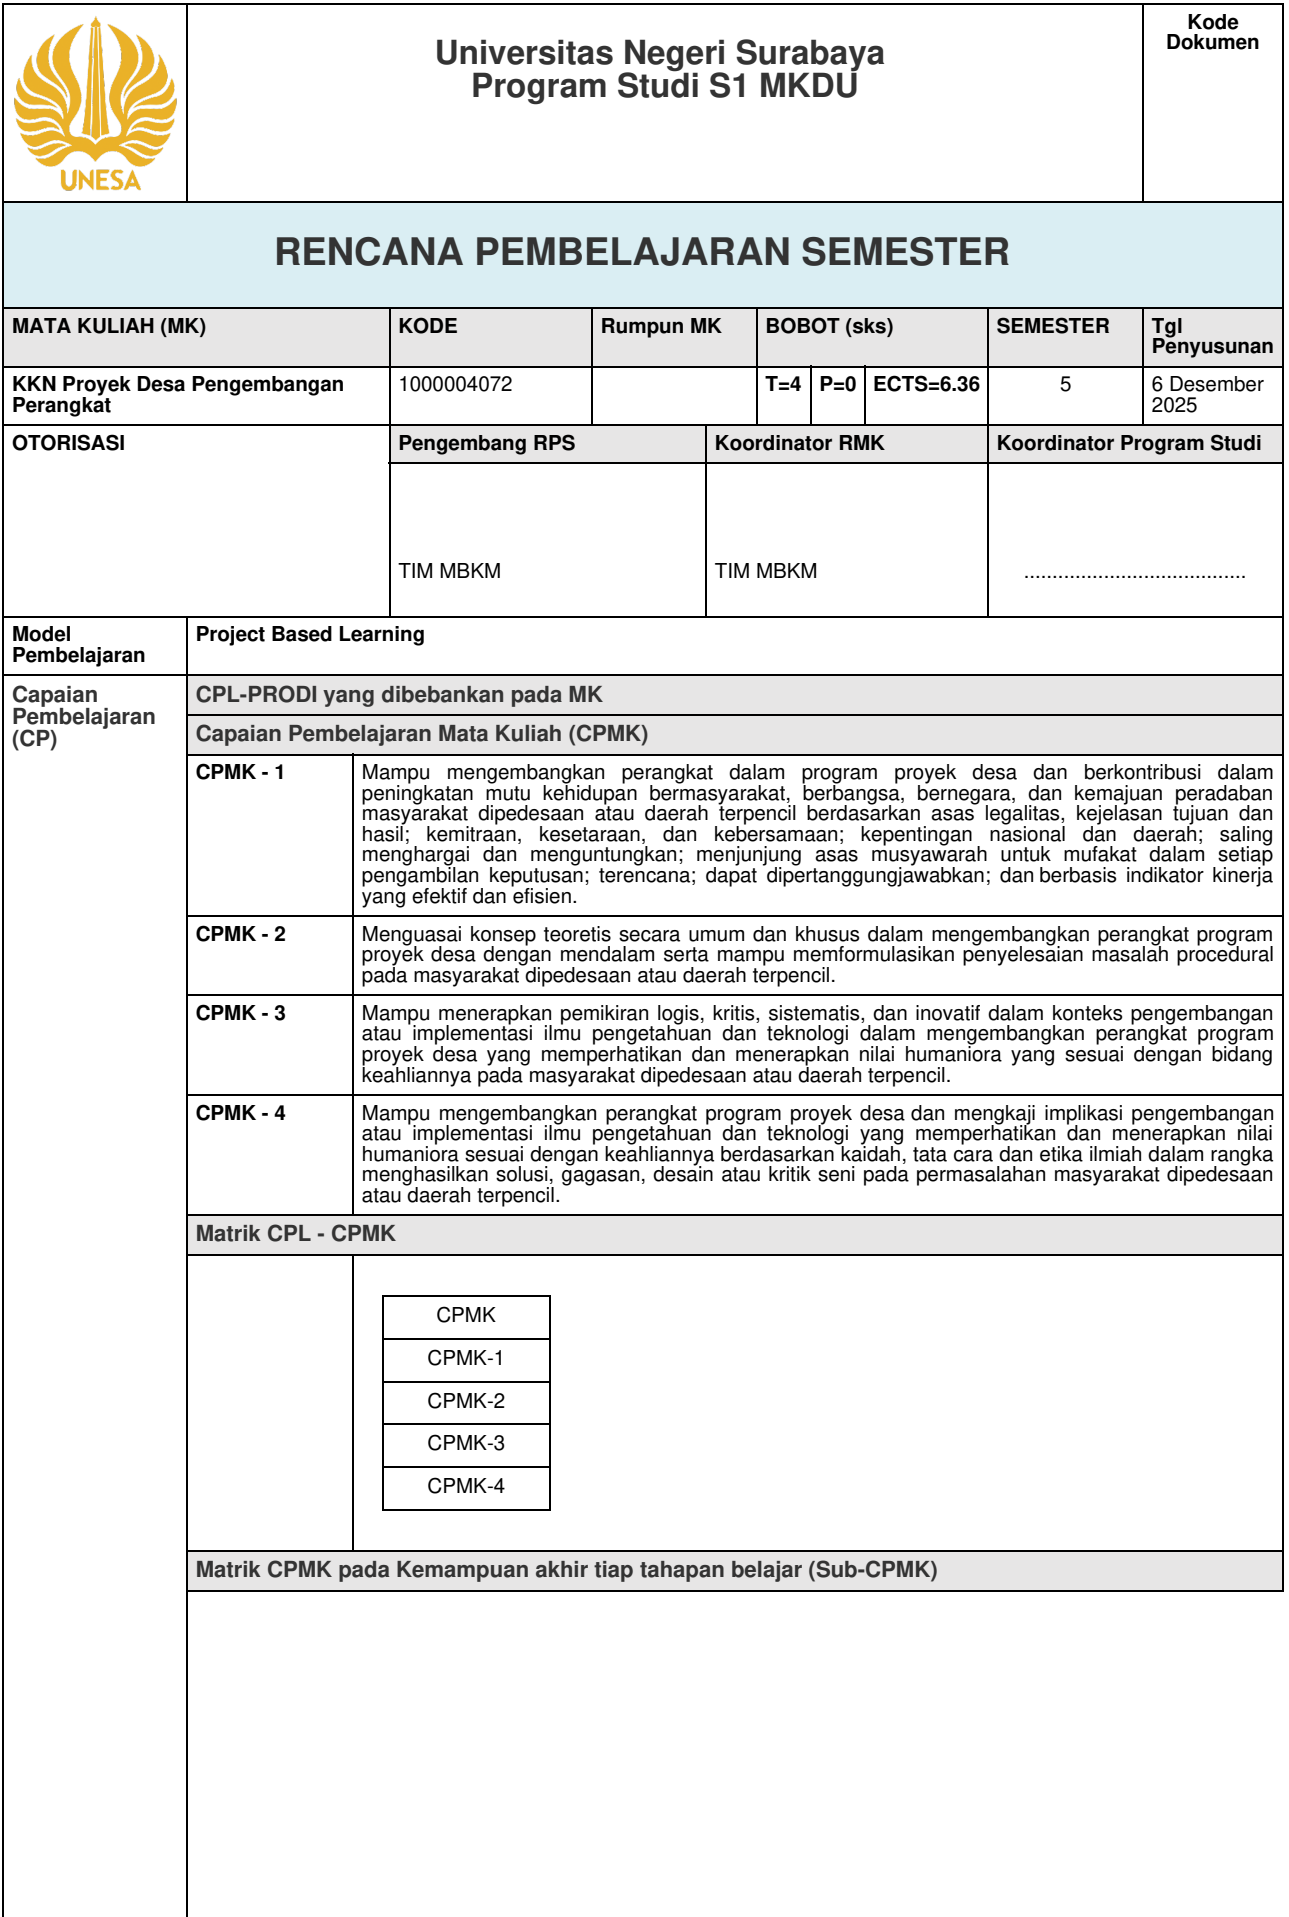 UNESA
Universitas Negeri Surabaya
Program Studi S1 MKDU
Kode
Dokumen
RENCANA PEMBELAJARAN SEMESTER
MATA KULIAH (MK)
KODE
Rumpun MK
BOBOT (sks)
SEMESTER
Tgl
Penyusunan
KKN Proyek Desa Pengembangan
Perangkat
1000004072
T=4
P=0
ECTS=6.36
5
6 Desember
2025
OTORISASI
Pengembang RPS
Koordinator RMK
Koordinator Program Studi
TIM MBKM
TIM MBKM
.......................................
Model
Pembelajaran
Project Based Learning
Capaian
Pembelajaran
(CP)
CPL-PRODI yang dibebankan pada MK
Capaian Pembelajaran Mata Kuliah (CPMK)
CPMK - 1
Mampu mengembangkan perangkat dalam program proyek desa dan berkontribusi dalam
peningkatan mutu kehidupan bermasyarakat, berbangsa, bernegara, dan kemajuan peradaban
masyarakat dipedesaan atau daerah terpencil berdasarkan asas legalitas, kejelasan tujuan dan
hasil; kemitraan, kesetaraan, dan kebersamaan; kepentingan nasional dan daerah; saling
menghargai dan menguntungkan; menjunjung asas musyawarah untuk mufakat dalam setiap
pengambilan keputusan; terencana; dapat dipertanggungjawabkan; dan berbasis indikator kinerja
yang efektif dan efisien.
CPMK - 2
Menguasai konsep teoretis secara umum dan khusus dalam mengembangkan perangkat program
proyek desa dengan mendalam serta mampu memformulasikan penyelesaian masalah procedural
pada masyarakat dipedesaan atau daerah terpencil.
CPMK - 3
Mampu menerapkan pemikiran logis, kritis, sistematis, dan inovatif dalam konteks pengembangan
atau implementasi ilmu pengetahuan dan teknologi dalam mengembangkan perangkat program
proyek desa yang memperhatikan dan menerapkan nilai humaniora yang sesuai dengan bidang
keahliannya pada masyarakat dipedesaan atau daerah terpencil.
CPMK - 4
Mampu mengembangkan perangkat program proyek desa dan mengkaji implikasi pengembangan
atau implementasi ilmu pengetahuan dan teknologi yang memperhatikan dan menerapkan nilai
humaniora sesuai dengan keahliannya berdasarkan kaidah, tata cara dan etika ilmiah dalam rangka
menghasilkan solusi, gagasan, desain atau kritik seni pada permasalahan masyarakat dipedesaan
atau daerah terpencil.
Matrik CPL - CPMK
CPMK
CPMK-1
CPMK-2
CPMK-3
CPMK-4
Matrik CPMK pada Kemampuan akhir tiap tahapan belajar (Sub-CPMK)